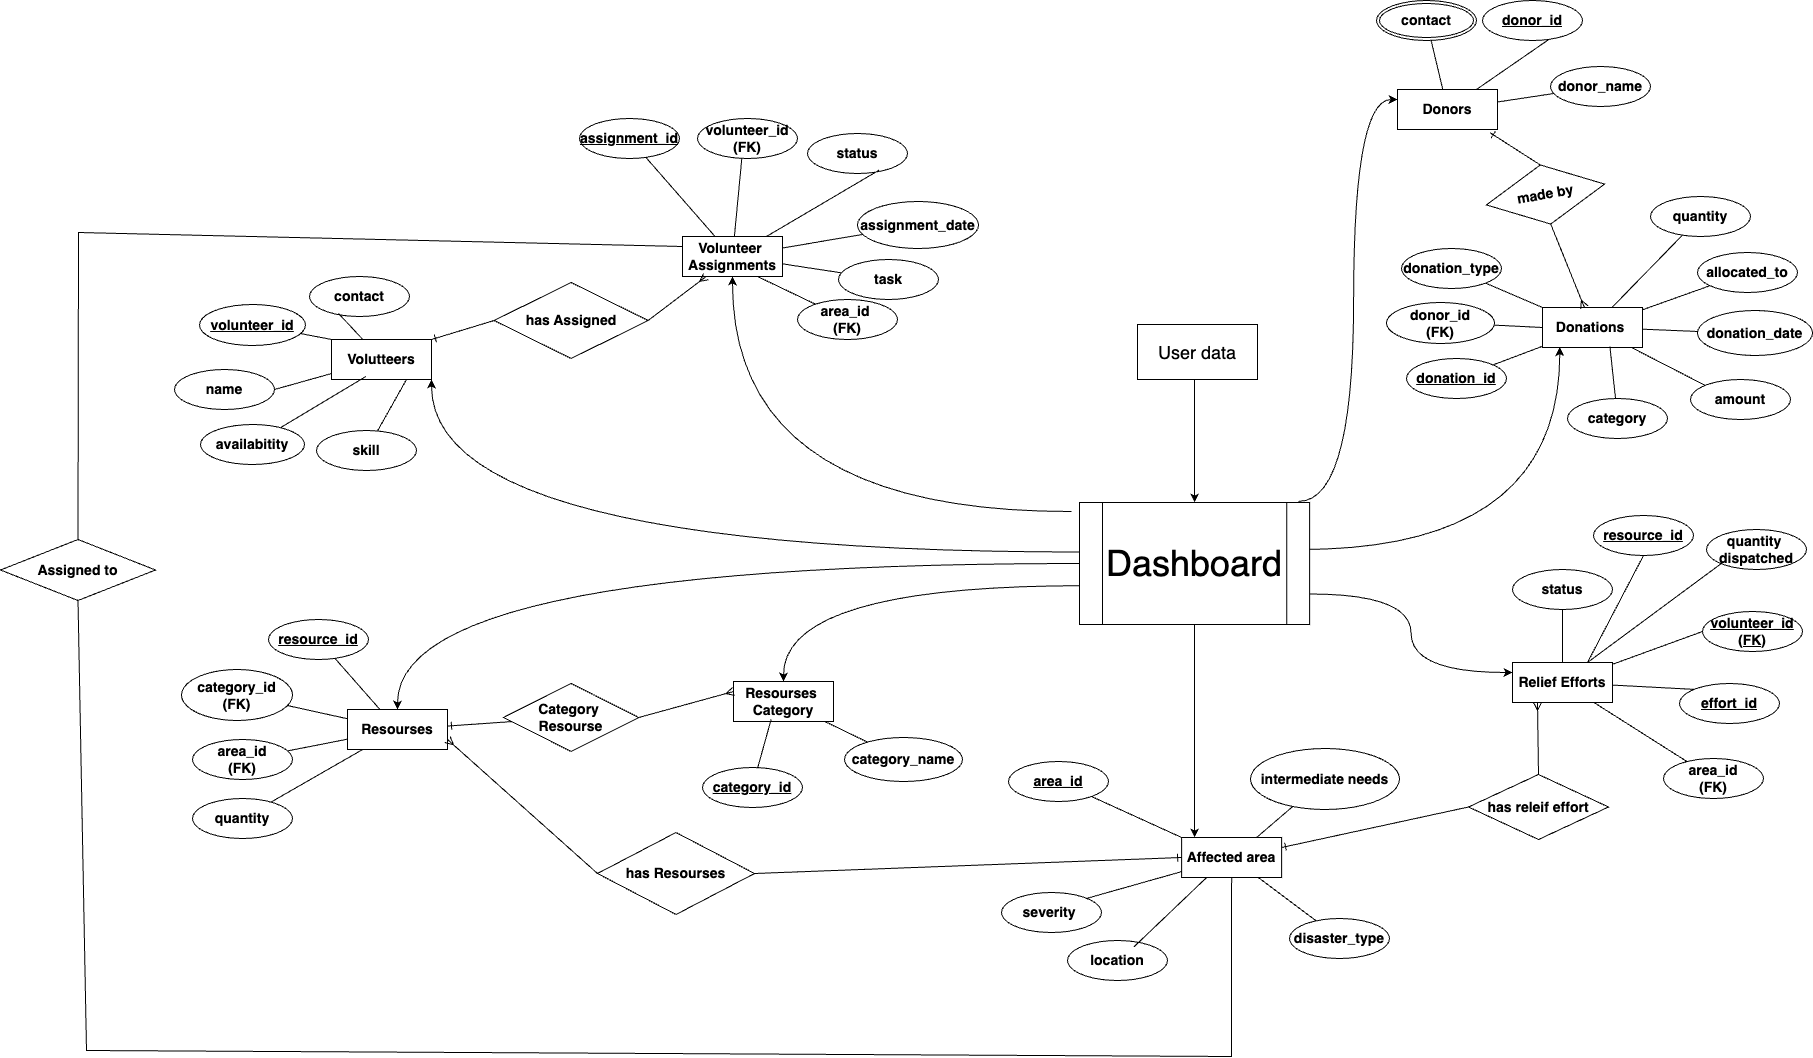 contact
donor_id
donor_name
Donors
made by
assignment_id
volunteer_id
(FK)
status
assignment_date
task
area_id
(FK)
Volunteer
Assignments
has Assigned
contact
volunteer_id
Volutteers
name
availabitity
skill
User data
quantity
donation_type
allocated_to
donor_id
(FK)
Donations
donation_date
donation_id
amount
category
Dashboard
Assigned to
resource_id
quantity
dispatched
status
volunteer_id
(FK)
Relief Efforts
effort_id
area_id
(FK)
has releif effort
resource_id
category_id
(FK)
Resourses
area_id
(FK)
quantity
Category
Resourse
Resourses
Category
category_name
category_id
has Resourses
area_id
intermediate needs
Affected area
severity
location
disaster_type